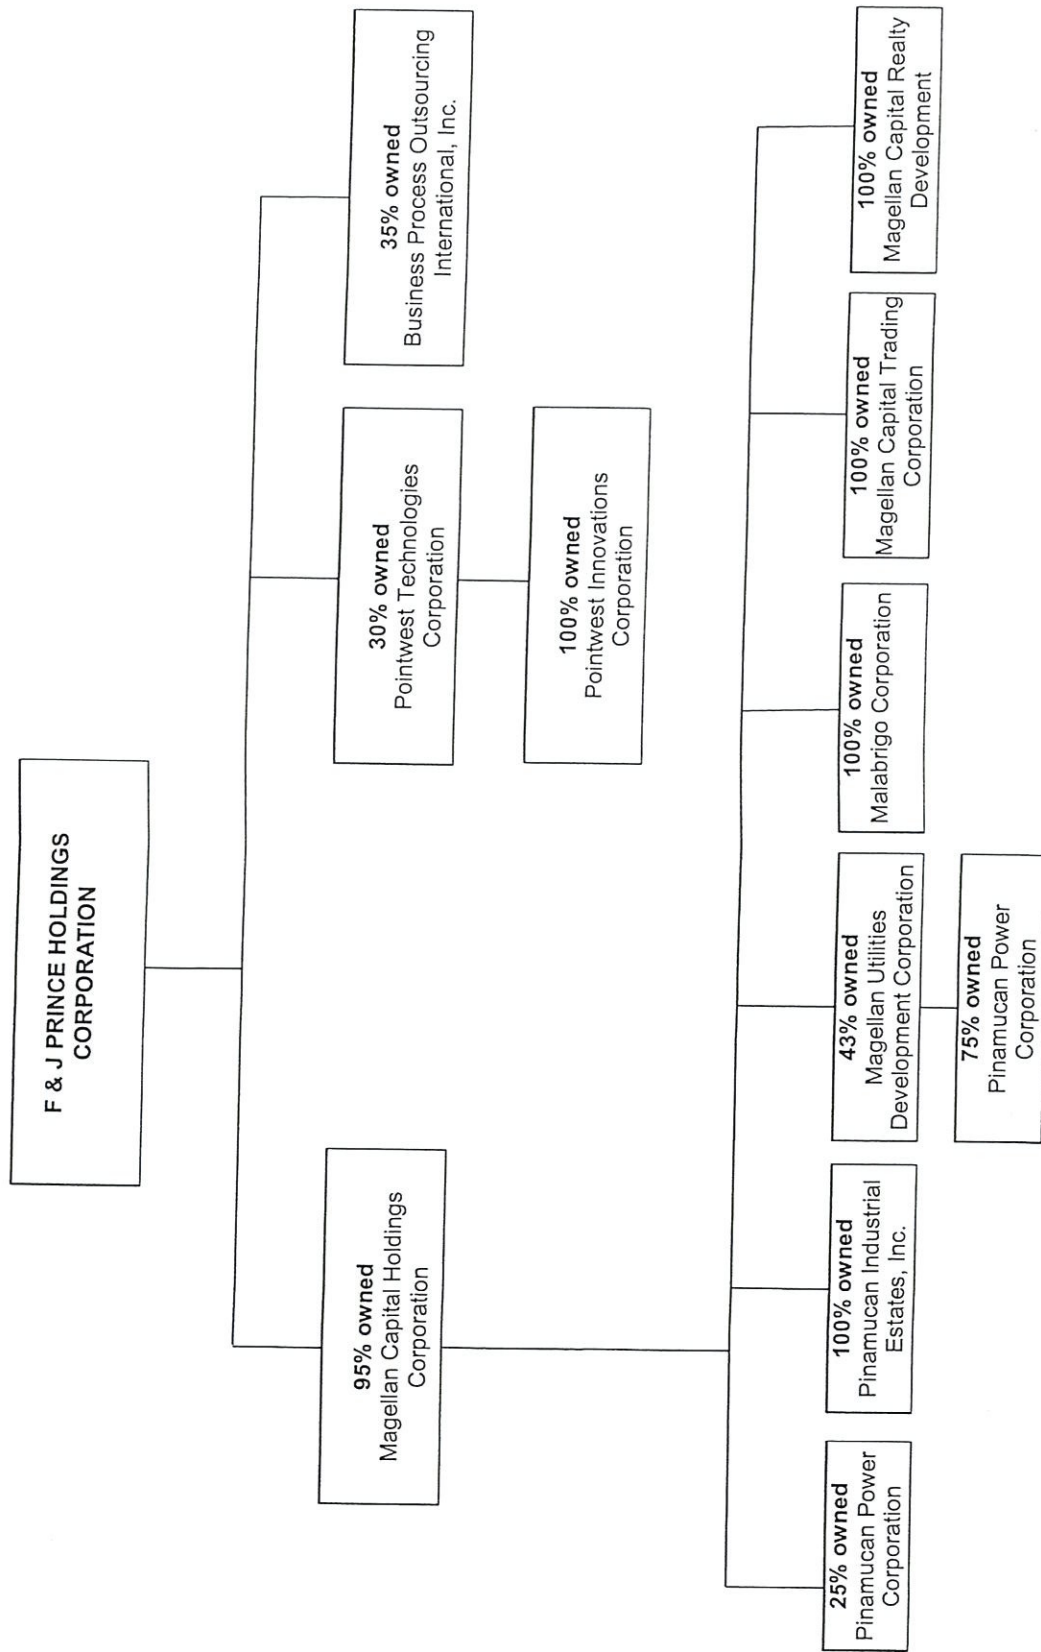 F & J PRINCE HOLDINGS
CORPORATION
95% owned
Magellan Capital Holdings
Corporation
30% owned
Pointwest Technologies
Corporation
35% owned
Business Process Outsourcing
International, Inc.
100% owned
Pointwest Innovations
Corporation
25% owned
Pinamucan Power
Corporation
100% owned
Pinamucan Industrial
Estates, Inc.
43% owned
Magellan Utilities
Development Corporation
100% owned
Malabrigo Corporation
100% owned
Magellan Capital Trading
Corporation
100% owned
Magellan Capital Realty
Development
75% owned
Pinamucan Power
Corporation